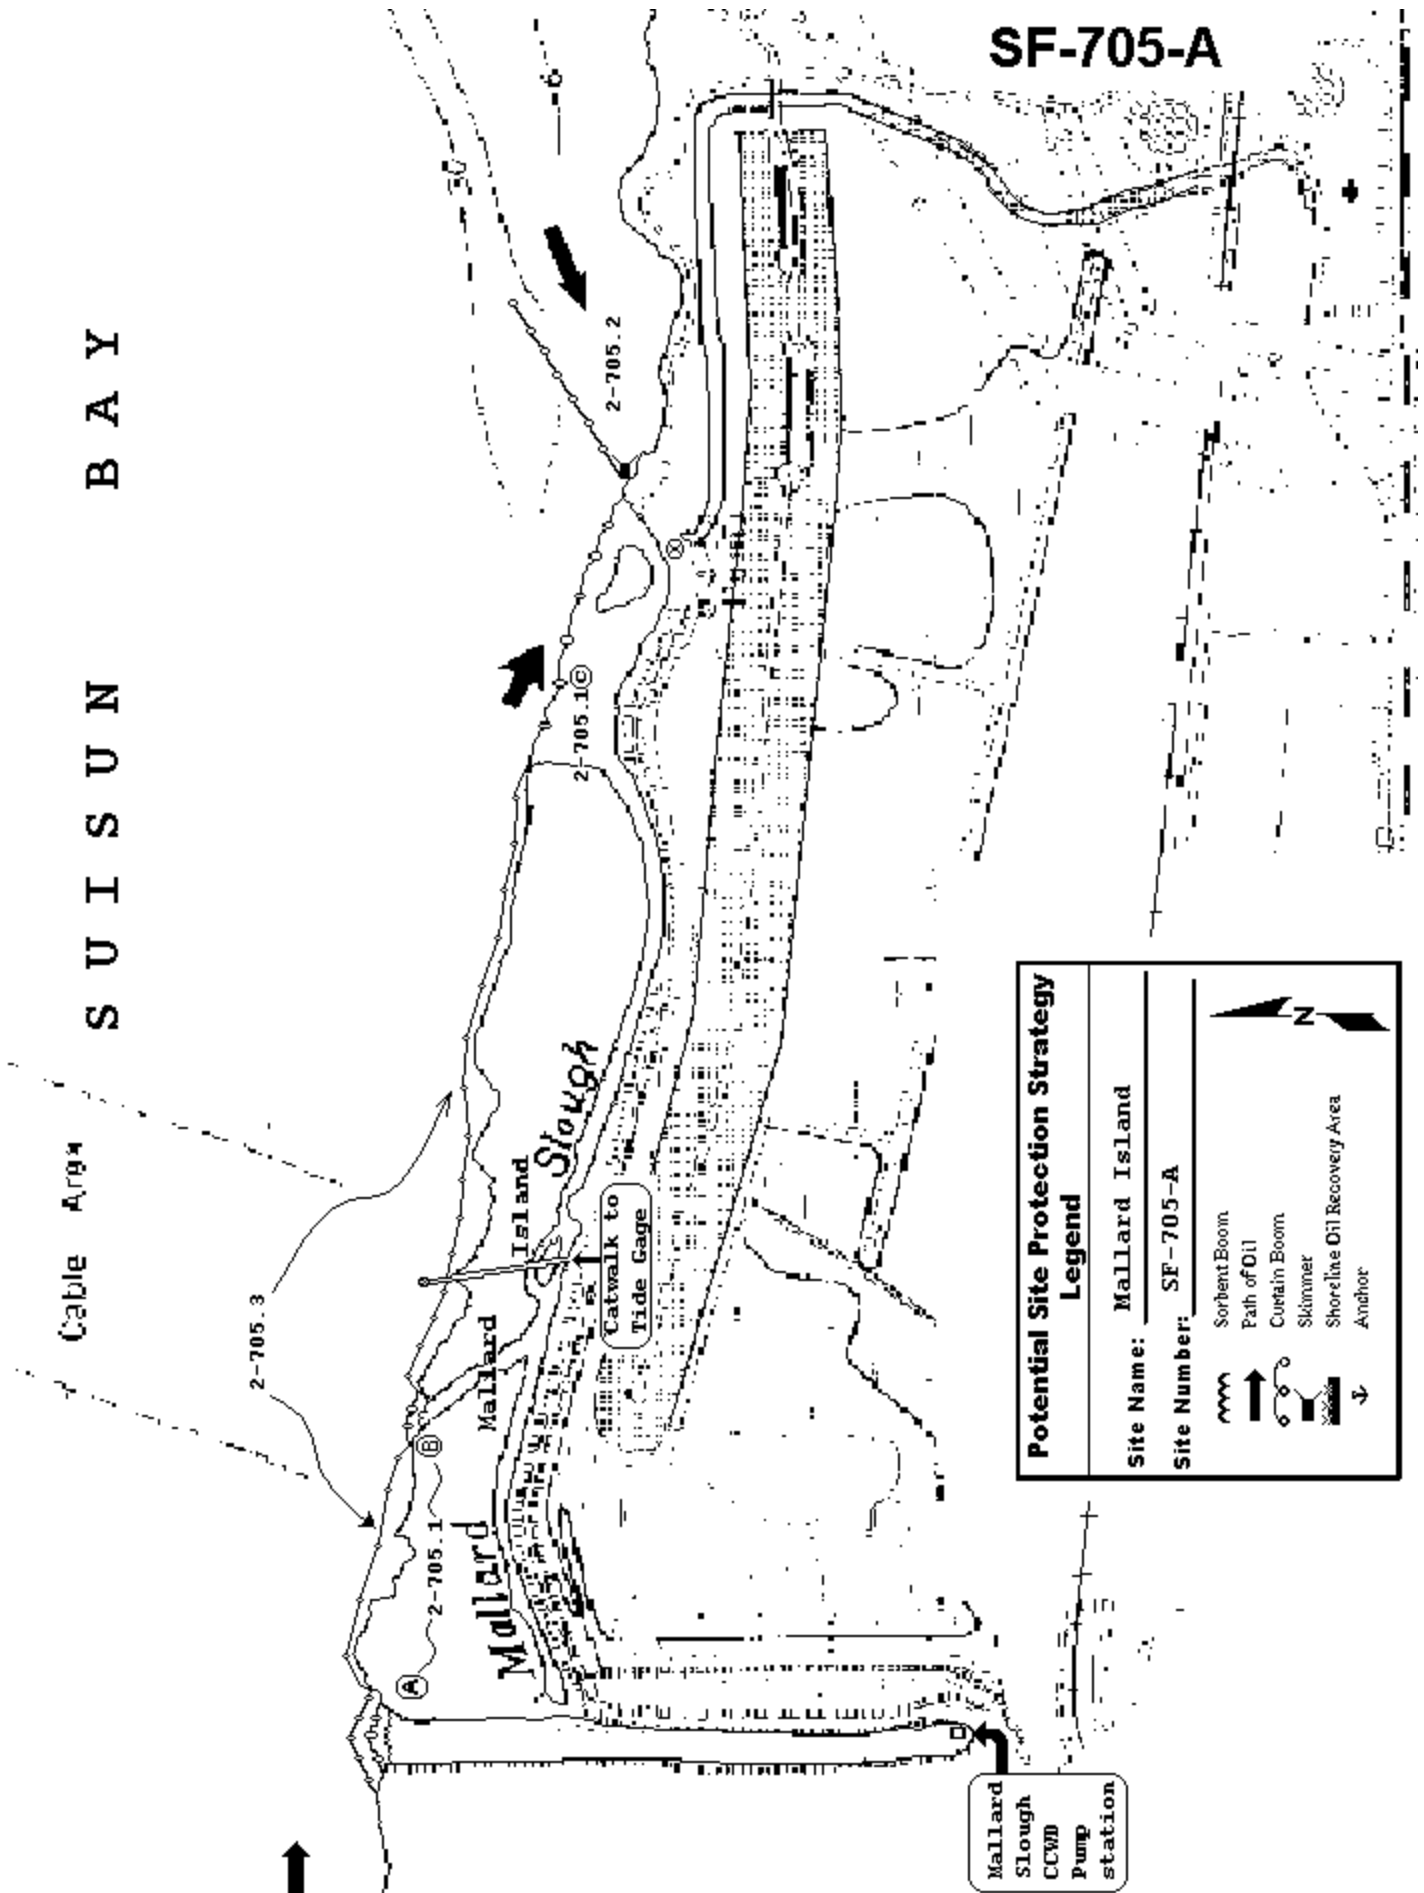 SF-705-A
SUISUN BAY
Cable Area
2-705.3
2-705.2
2-705.1
2-705.1
A
B
C
X
Mallard Island
Mallard Slough
Catwalk to
Tide Gage
Mallard
Slough
CCWD
Pump
station
Potential Site Protection Strategy
Legend
Site Name: Mallard Island
Site Number: SF-705-A
Sorbent Boom
Path of Oil
Curtain Boom
Skimmer
Shoreline Oil Recovery Area
Anchor
N